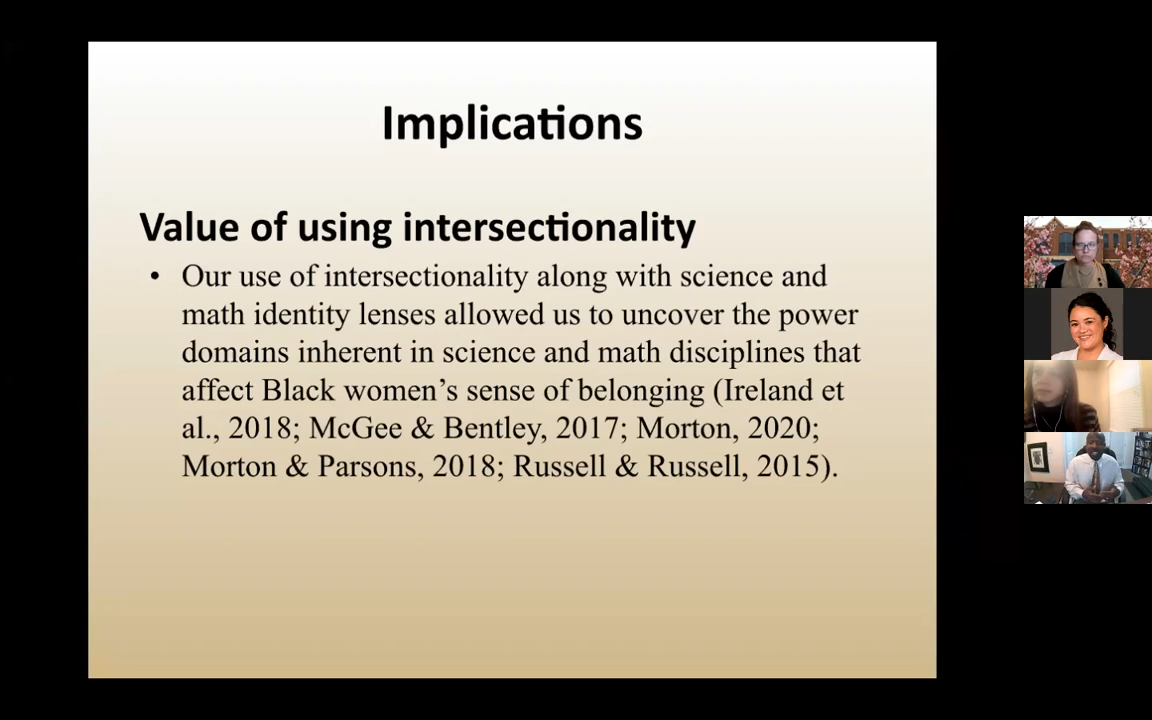 Implications
Value of using intersectionality
• Our use of intersectionality along with science and
math identity lenses allowed us to uncover the power
domains inherent in science and math disciplines that
affect Black women’s sense of belonging (Ireland et
al., 2018; McGee & Bentley, 2017; Morton, 2020;
Morton & Parsons, 2018; Russell & Russell, 2015).